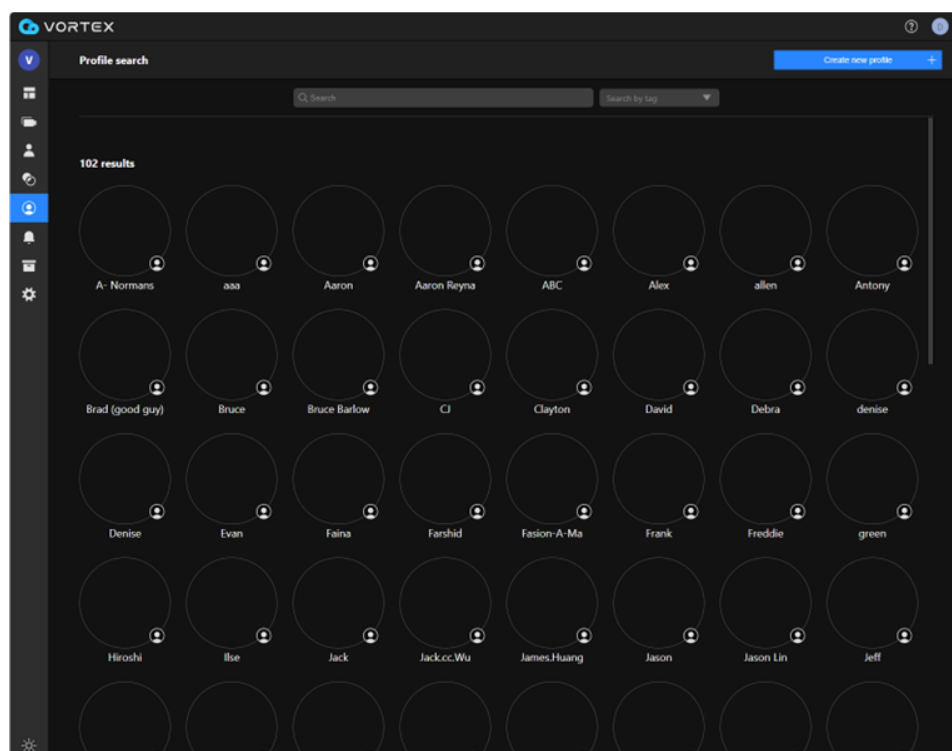 VORTEX
D
V
Profile search
Create new profile +
Search
Search by tag
102 results
A- Normans aaa Aaron Aaron Reyna ABC Alex allen Antony
Brad (good guy) Bruce Bruce Barlow CJ Clayton David Debra denise
Denise Evan Faina Farshid Fasion-A-Ma Frank Freddie green
Hiroshi Ilse Jack Jack.cc.Wu James.Huang Jason Jason Lin Jeff